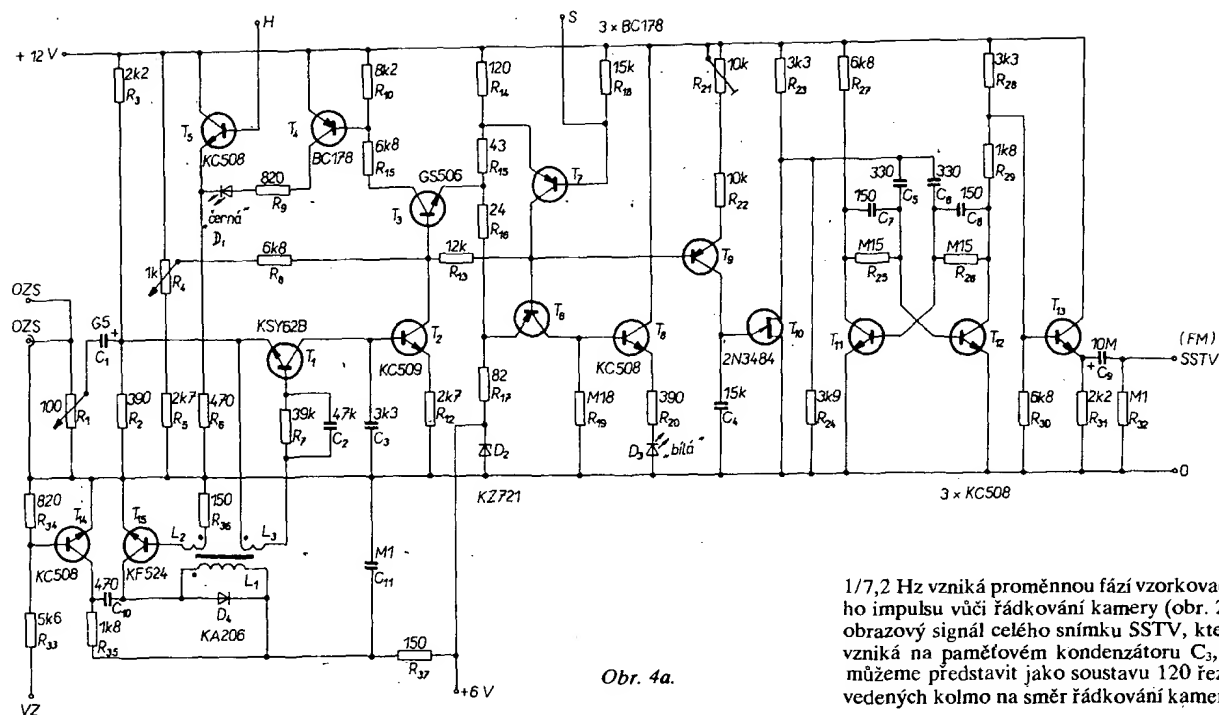 H
S
3 × BC178
+ 12 V
2k2
R3
8k2
R10
120
R14
15k
R18
10k
R21
3k3
R23
6k8
R27
3k3
R28
T5
KC508
T4
BC178
6k8
R15
GS506
43
R15
T7
820
R9
"černá"
D1
T3
24
R16
10k
R22
330
C5
330
C6
1k8
R29
150
C7
150
C8
1k
R4
6k8
R8
12k
R13
T9
M15
R25
M15
R26
OZS
OZS
G5
+
C1
KSY62B
T1
T2
KC509
T6
T8
KC508
T10
2N3484
T11
T12
T13
(FM)
10M
+
C9
SSTV
100
R1
390
R2
2k7
R5
470
R6
39k
R7
47k
C2
3k3
C3
2k7
R12
82
R17
M18
R19
390
R20
15k
C4
3k9
R24
6k8
R30
2k2
R31
M1
R32
D2
D3
"bílá"
0
KZ721
3 × KC508
820
R34
T14
T15
150
R36
L2
L3
KC508
KF524
L1
M1
C11
470
C10
D4
KA206
5k6
R33
1k8
R35
150
R37
VZ
+6 V
Obr. 4a.
1/7,2 Hz vzniká proměnnou fází vzorkova
ho impulsu vůči řádkování kamery (obr. 2
obrazový signál celého snímku SSTV, kte
vzniká na paměťovém kondenzátoru C3,
můžeme představit jako soustavu 120 řez
vedených kolmo na směr řádkování kamer